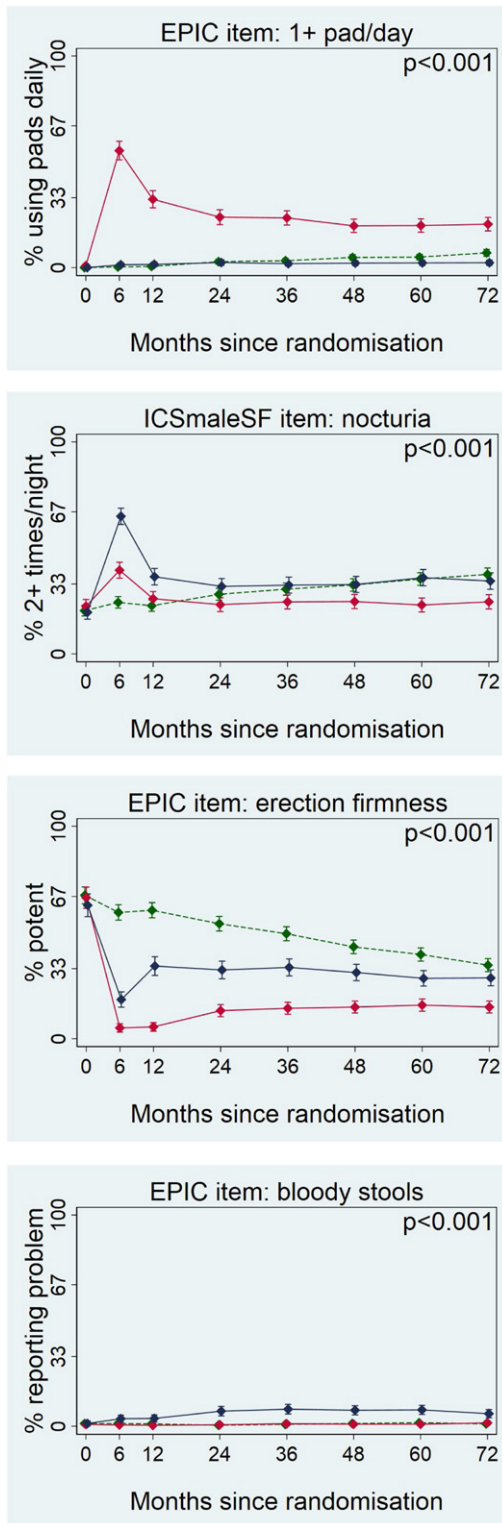 EPIC item: 1+ pad/day
p<0.001
% using pads daily
100
67
33
0
0 6 12 24 36 48 60 72
Months since randomisation
ICSmaleSF item: nocturia
p<0.001
% 2+ times/night
100
67
33
0
0 6 12 24 36 48 60 72
Months since randomisation
EPIC item: erection firmness
p<0.001
% potent
100
67
33
0
0 6 12 24 36 48 60 72
Months since randomisation
EPIC item: bloody stools
p<0.001
% reporting problem
100
67
33
0
0 6 12 24 36 48 60 72
Months since randomisation